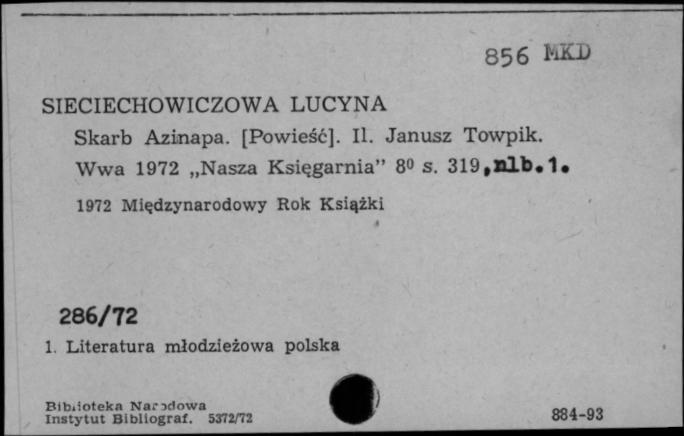 856 MKD
SIECIECHOWICZOWA LUCYNA
Skarb Azinapa. [Powieść]. Il. Janusz Towpik.
Wwa 1972 „Nasza Księgarnia” 8⁰ s. 319,nlb.1.
1972 Międzynarodowy Rok Książki
286/72
1. Literatura młodzieżowa polska
Biblioteka Narodowa
Instytut Bibliograf. 5372/72
884-93